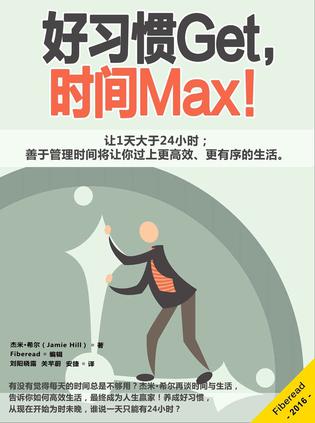 好习惯Get,
时间Max!
让1天大于24小时；
善于管理时间将让你过上更高效、更有序的生活。
杰米·希尔（Jamie Hill） = 著
Fiberead = 编辑
刘阳晓露 关芊蔚 安捷 = 译
有没有觉得每天的时间总是不够用？杰米·希尔再谈时间与生活，
告诉你如何高效生活，最终成为人生赢家！养成好习惯，
从现在开始为时未晚，谁说一天只能有24小时？
Fiberead
- 2016 -